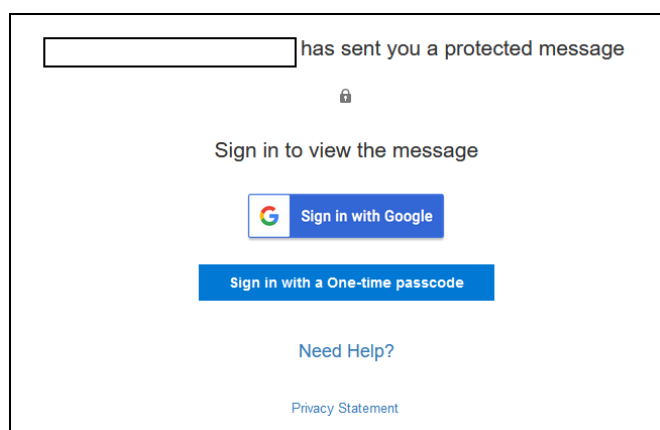 has sent you a protected message
Sign in to view the message
Sign in with Google
Sign in with a One-time passcode
Need Help?
Privacy Statement